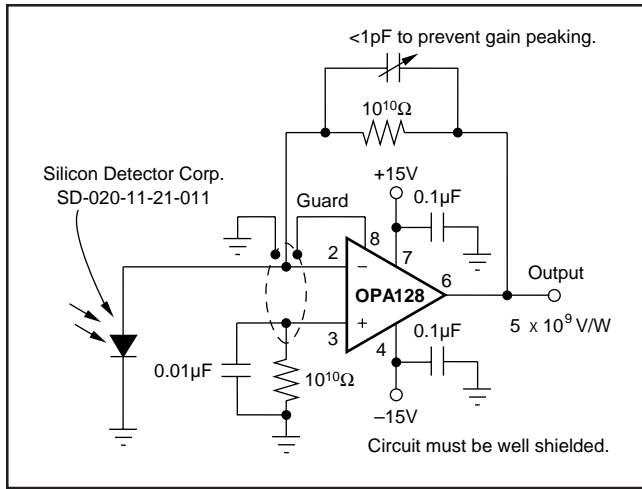 <1pF to prevent gain peaking.
10¹⁰Ω
Silicon Detector Corp.
SD-020-11-21-011
+15V
Guard
0.1µF
8
2
7
–
OPA128
6
Output
+
5 x 10⁹ V/W
3
4
0.1µF
0.01µF
10¹⁰Ω
–15V
Circuit must be well shielded.